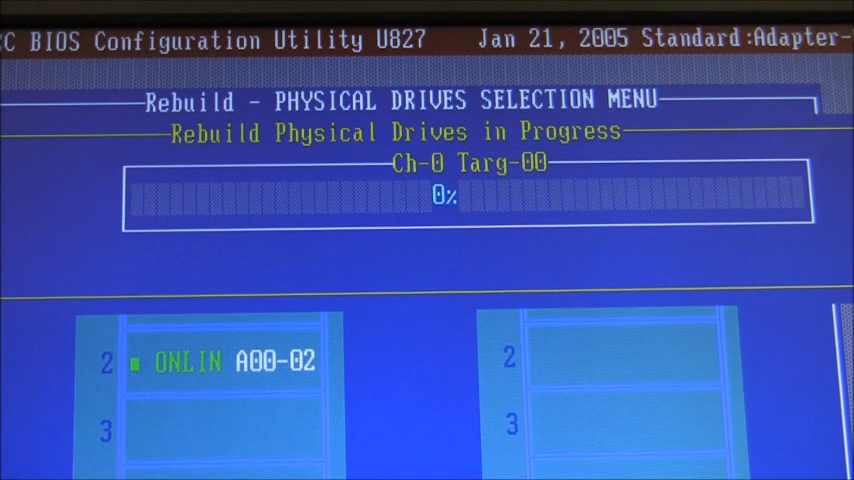 BIOS Configuration Utility U827 Jan 21, 2005 Standard:Adapter-
Rebuild - PHYSICAL DRIVES SELECTION MENU
Rebuild Physical Drives in Progress
Ch-0 Targ-00
0%
2 ONLIN A00-02 2
3 3